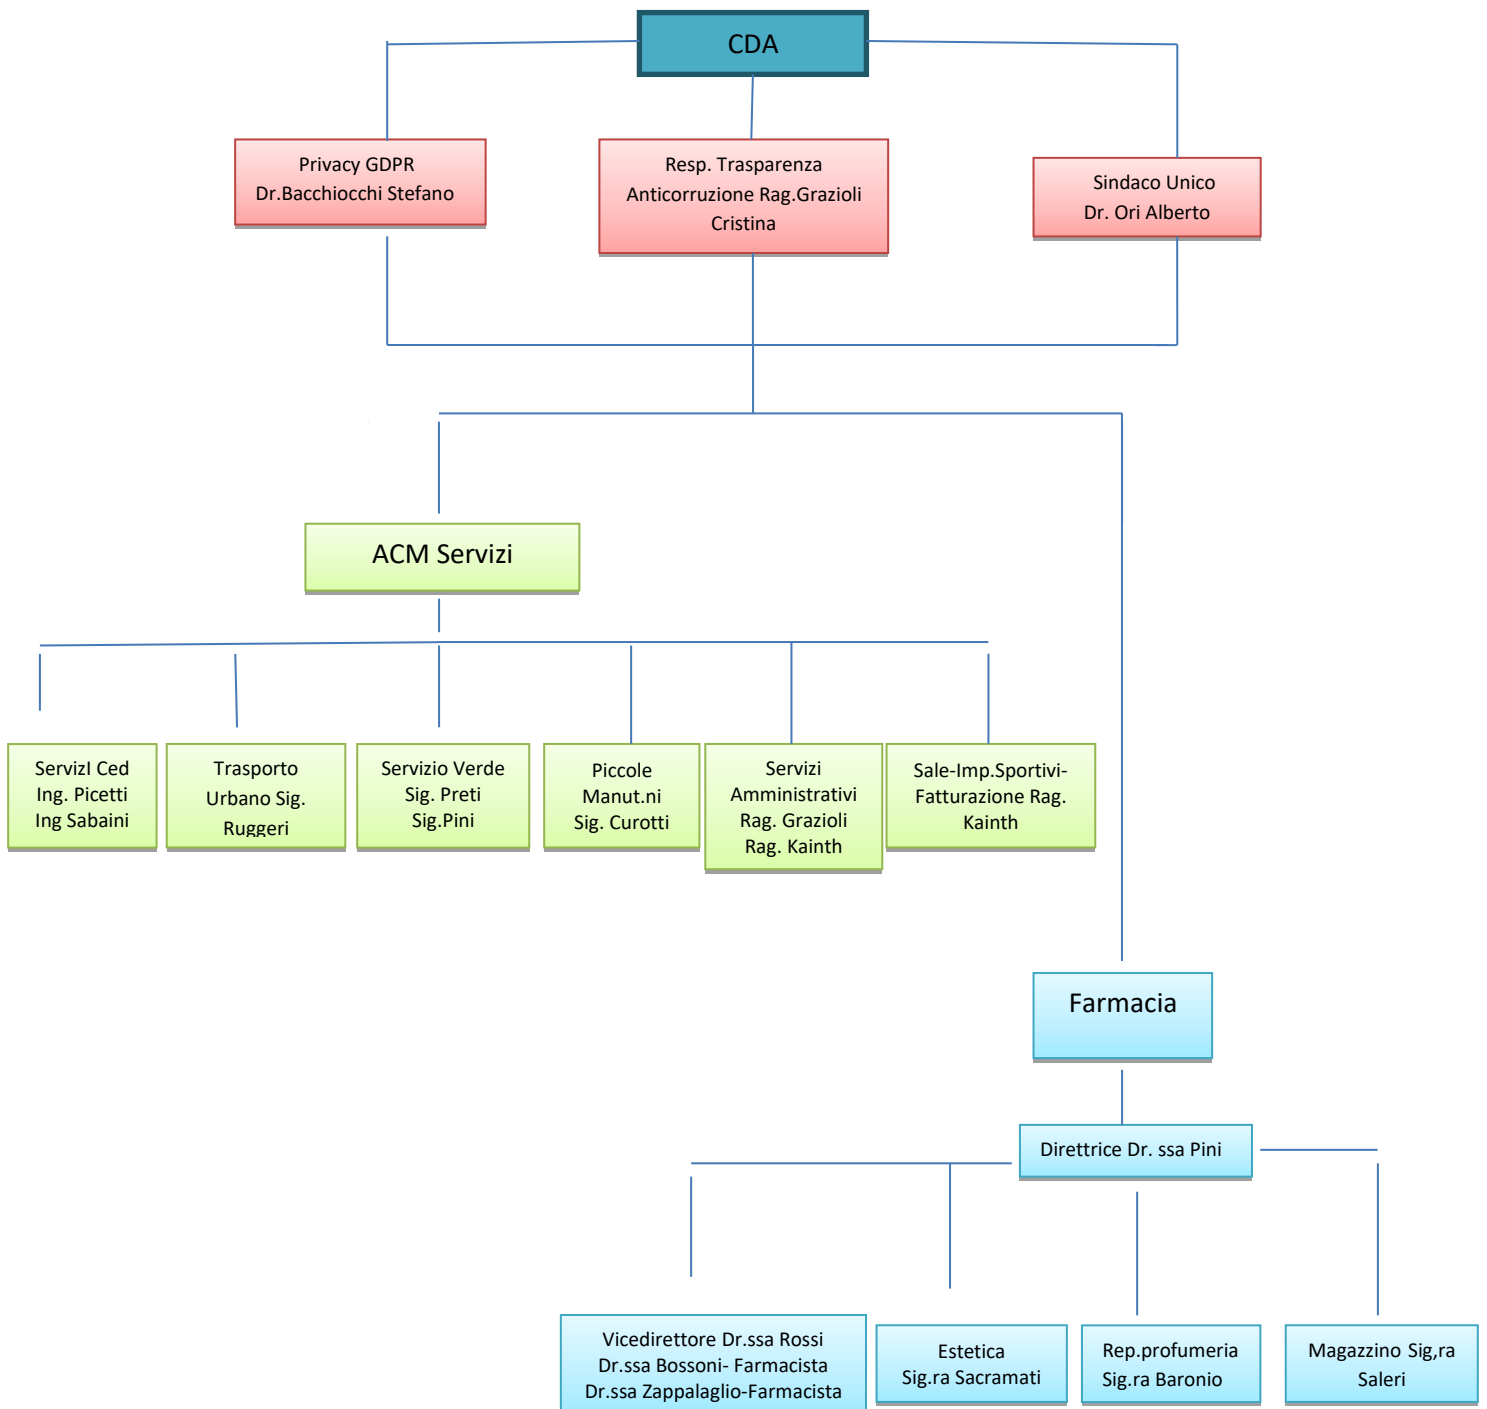 CDA
Privacy GDPR
Dr.Bacchiocchi Stefano
Resp. Trasparenza
Anticorruzione Rag.Grazioli
Cristina
Sindaco Unico
Dr. Ori Alberto
ACM Servizi
ServizI Ced
Ing. Picetti
Ing Sabaini
Trasporto
Urbano Sig.
Ruggeri
Servizio Verde
Sig. Preti
Sig.Pini
Piccole
Manut.ni
Sig. Curotti
Servizi
Amministrativi
Rag. Grazioli
Rag. Kainth
Sale-Imp.Sportivi-
Fatturazione Rag.
Kainth
Farmacia
Direttrice Dr. ssa Pini
Vicedirettore Dr.ssa Rossi
Dr.ssa Bossoni- Farmacista
Dr.ssa Zappalaglio-Farmacista
Estetica
Sig.ra Sacramati
Rep.profumeria
Sig.ra Baronio
Magazzino Sig,ra
Saleri